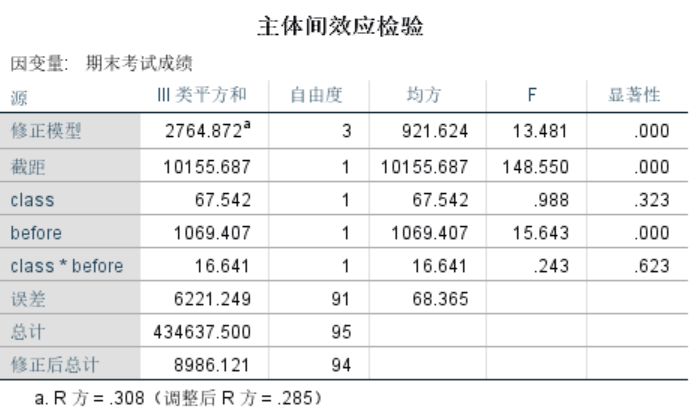 主体间效应检验
因变量: 期末考试成绩
源 III 类平方和 自由度 均方 F 显著性
修正模型 2764.872a 3 921.624 13.481 .000
截距 10155.687 1 10155.687 148.550 .000
class 67.542 1 67.542 .988 .323
before 1069.407 1 1069.407 15.643 .000
class * before 16.641 1 16.641 .243 .623
误差 6221.249 91 68.365
总计 434637.500 95
修正后总计 8986.121 94
a. R 方 = .308（调整后 R 方 = .285）